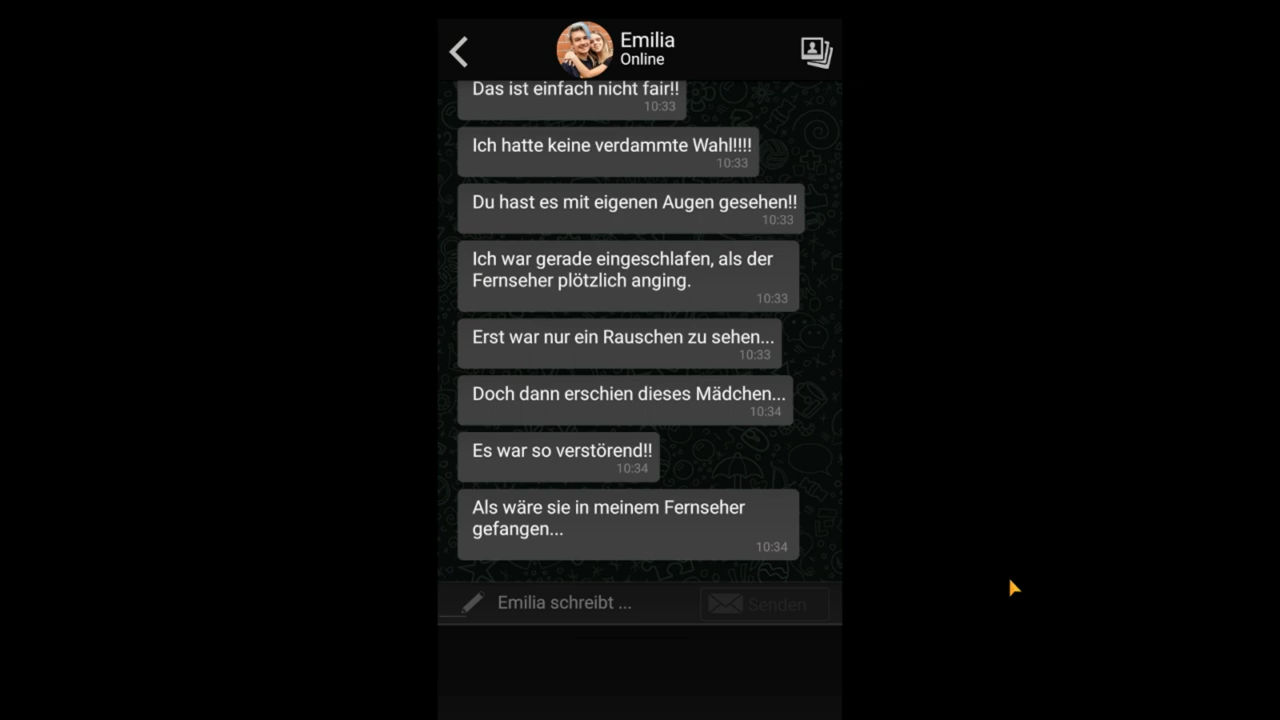 Emilia
Online
Das ist einfach nicht fair!!
10:33
Ich hatte keine verdammte Wahl!!!!
10:33
Du hast es mit eigenen Augen gesehen!!
10:33
Ich war gerade eingeschlafen, als der
Fernseher plötzlich anging.
10:33
Erst war nur ein Rauschen zu sehen...
10:33
Doch dann erschien dieses Mädchen...
10:34
Es war so verstörend!!
10:34
Als wäre sie in meinem Fernseher
gefangen...
10:34
Emilia schreibt ...
Senden